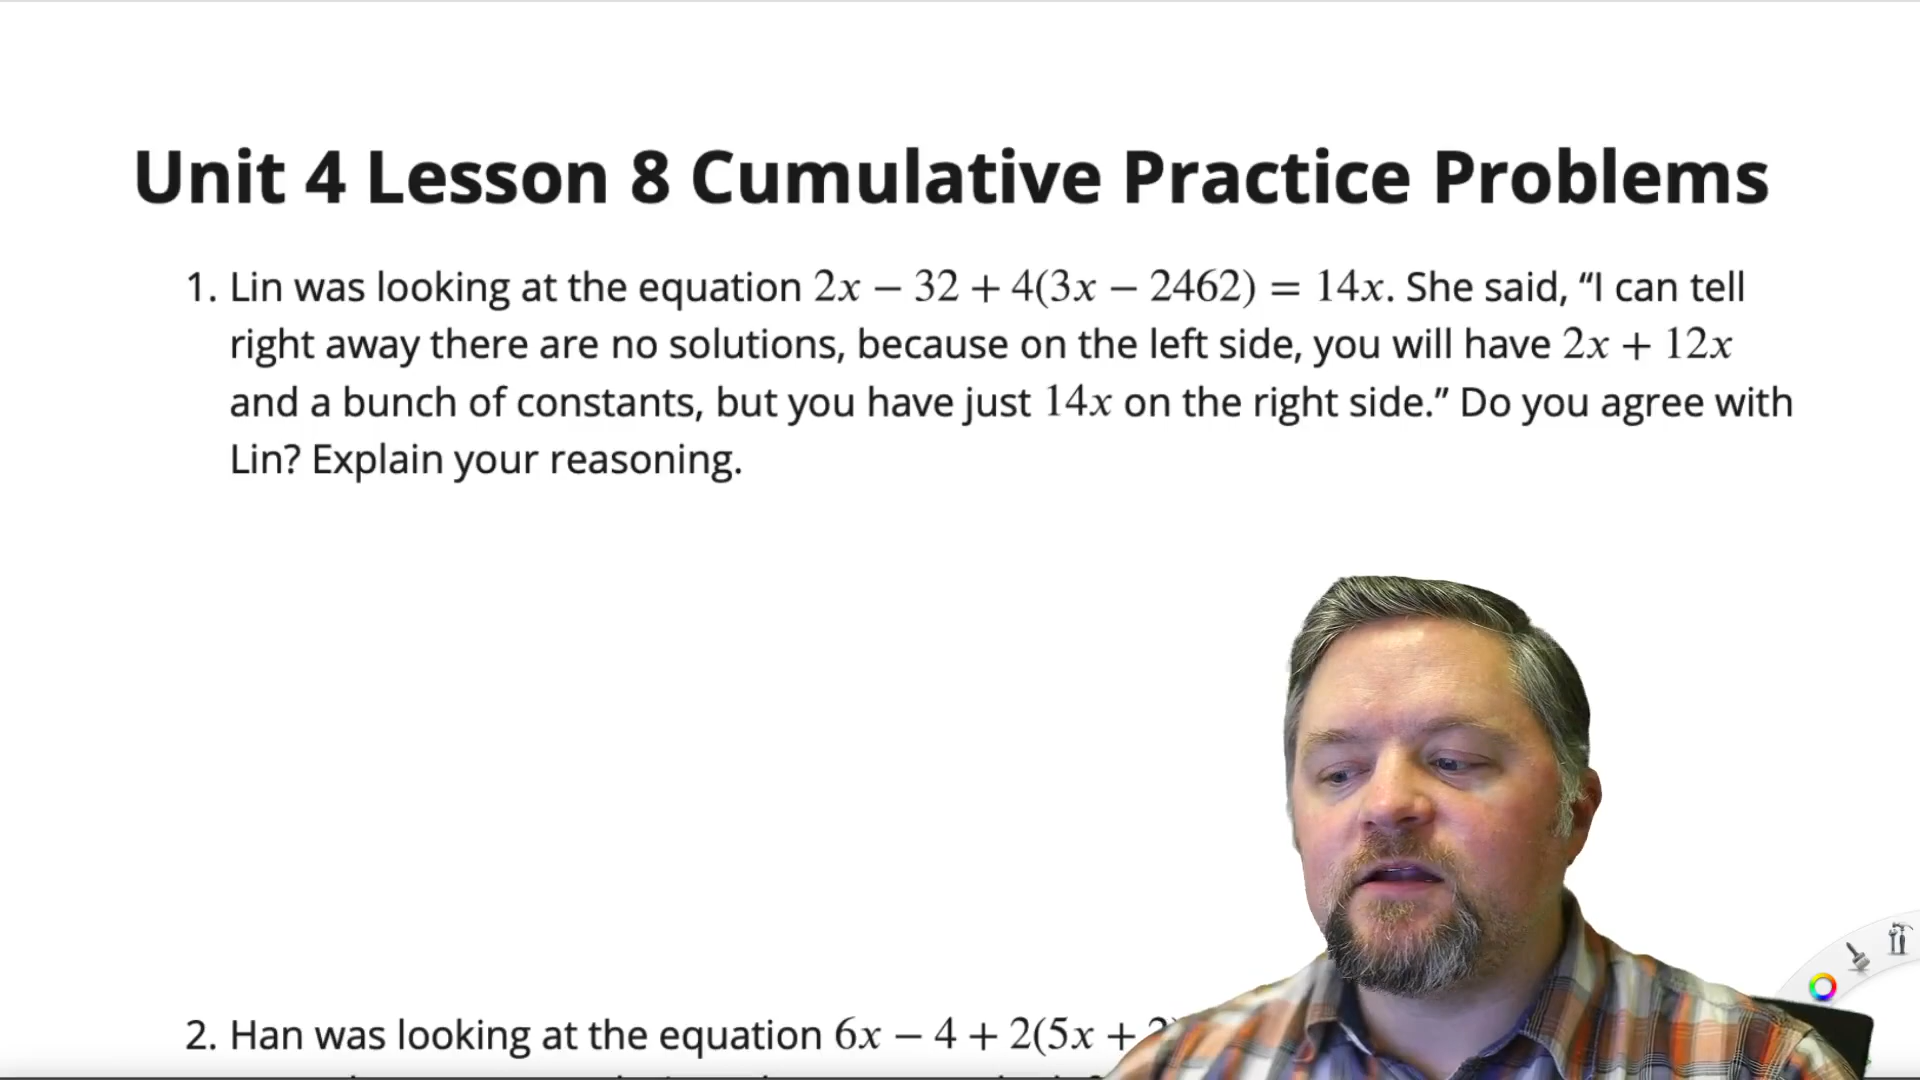 Unit 4 Lesson 8 Cumulative Practice Problems
1. Lin was looking at the equation 2x − 32 + 4(3x − 2462) = 14x. She said, “I can tell
right away there are no solutions, because on the left side, you will have 2x + 12x
and a bunch of constants, but you have just 14x on the right side.” Do you agree with
Lin? Explain your reasoning.
2. Han was looking at the equation 6x − 4 + 2(5x +